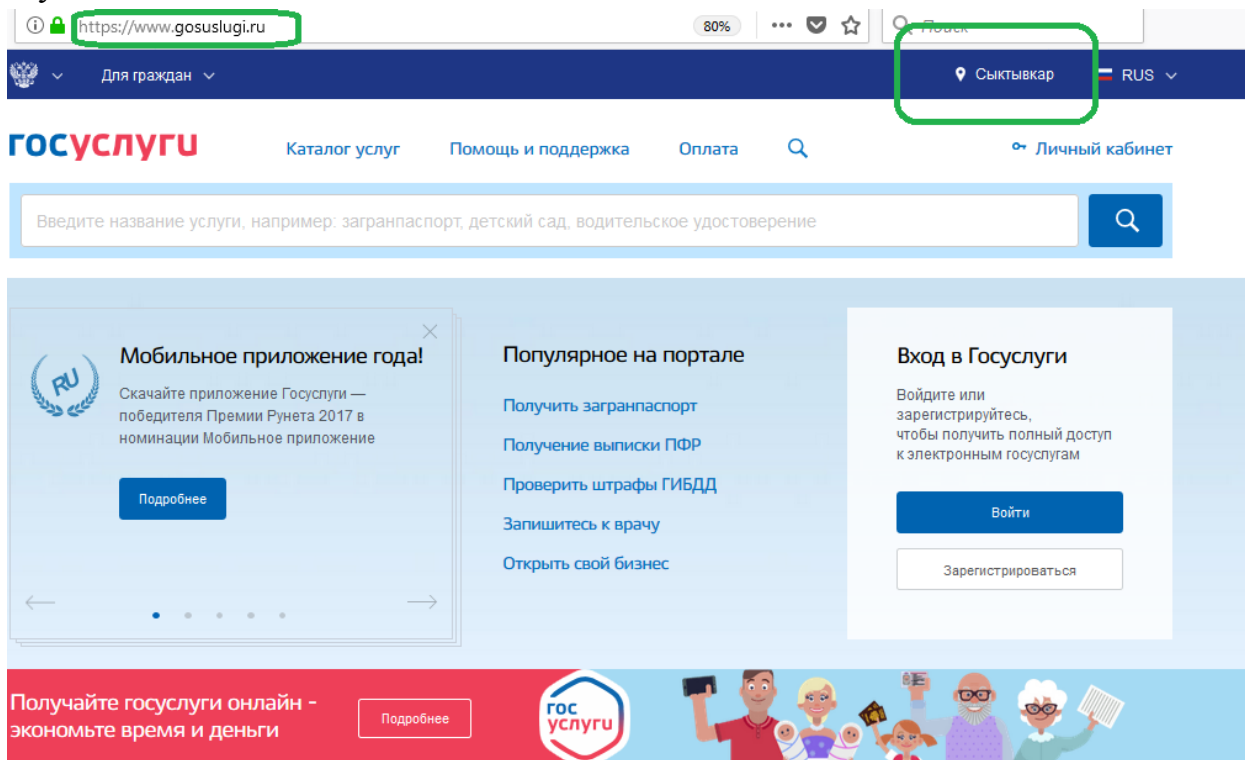 https://www.gosuslugi.ru
80%
Поиск
Для граждан
Сыктывкар
RUS
госуслуги
Каталог услуг
Помощь и поддержка
Оплата
Личный кабинет
Введите название услуги, например: загранпаспорт, детский сад, водительское удостоверение
Мобильное приложение года!
RU
Скачайте приложение Госуслуги —
победителя Премии Рунета 2017 в
номинации Мобильное приложение
Подробнее
Популярное на портале
Получить загранпаспорт
Получение выписки ПФР
Проверить штрафы ГИБДД
Запишитесь к врачу
Открыть свой бизнес
Вход в Госуслуги
Войдите или
зарегистрируйтесь,
чтобы получить полный доступ
к электронным госуслугам
Войти
Зарегистрироваться
Получайте госуслуги онлайн -
экономьте время и деньги
Подробнее
гос
услуги